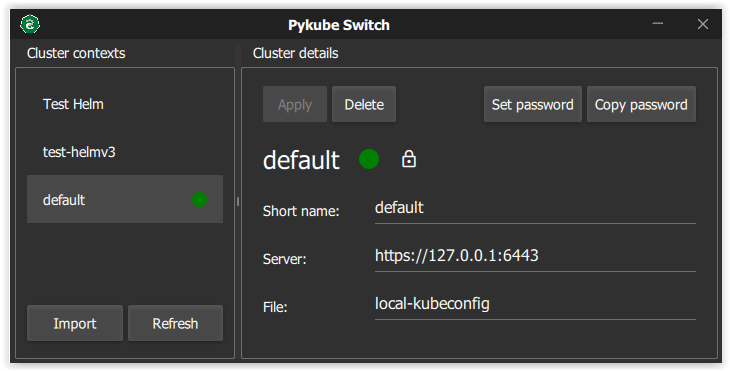 Pykube Switch
Cluster contexts
Cluster details
Test Helm
test-helmv3
default
Import
Refresh
Apply
Delete
Set password
Copy password
default
Short name:
default
Server:
https://127.0.0.1:6443
File:
local-kubeconfig